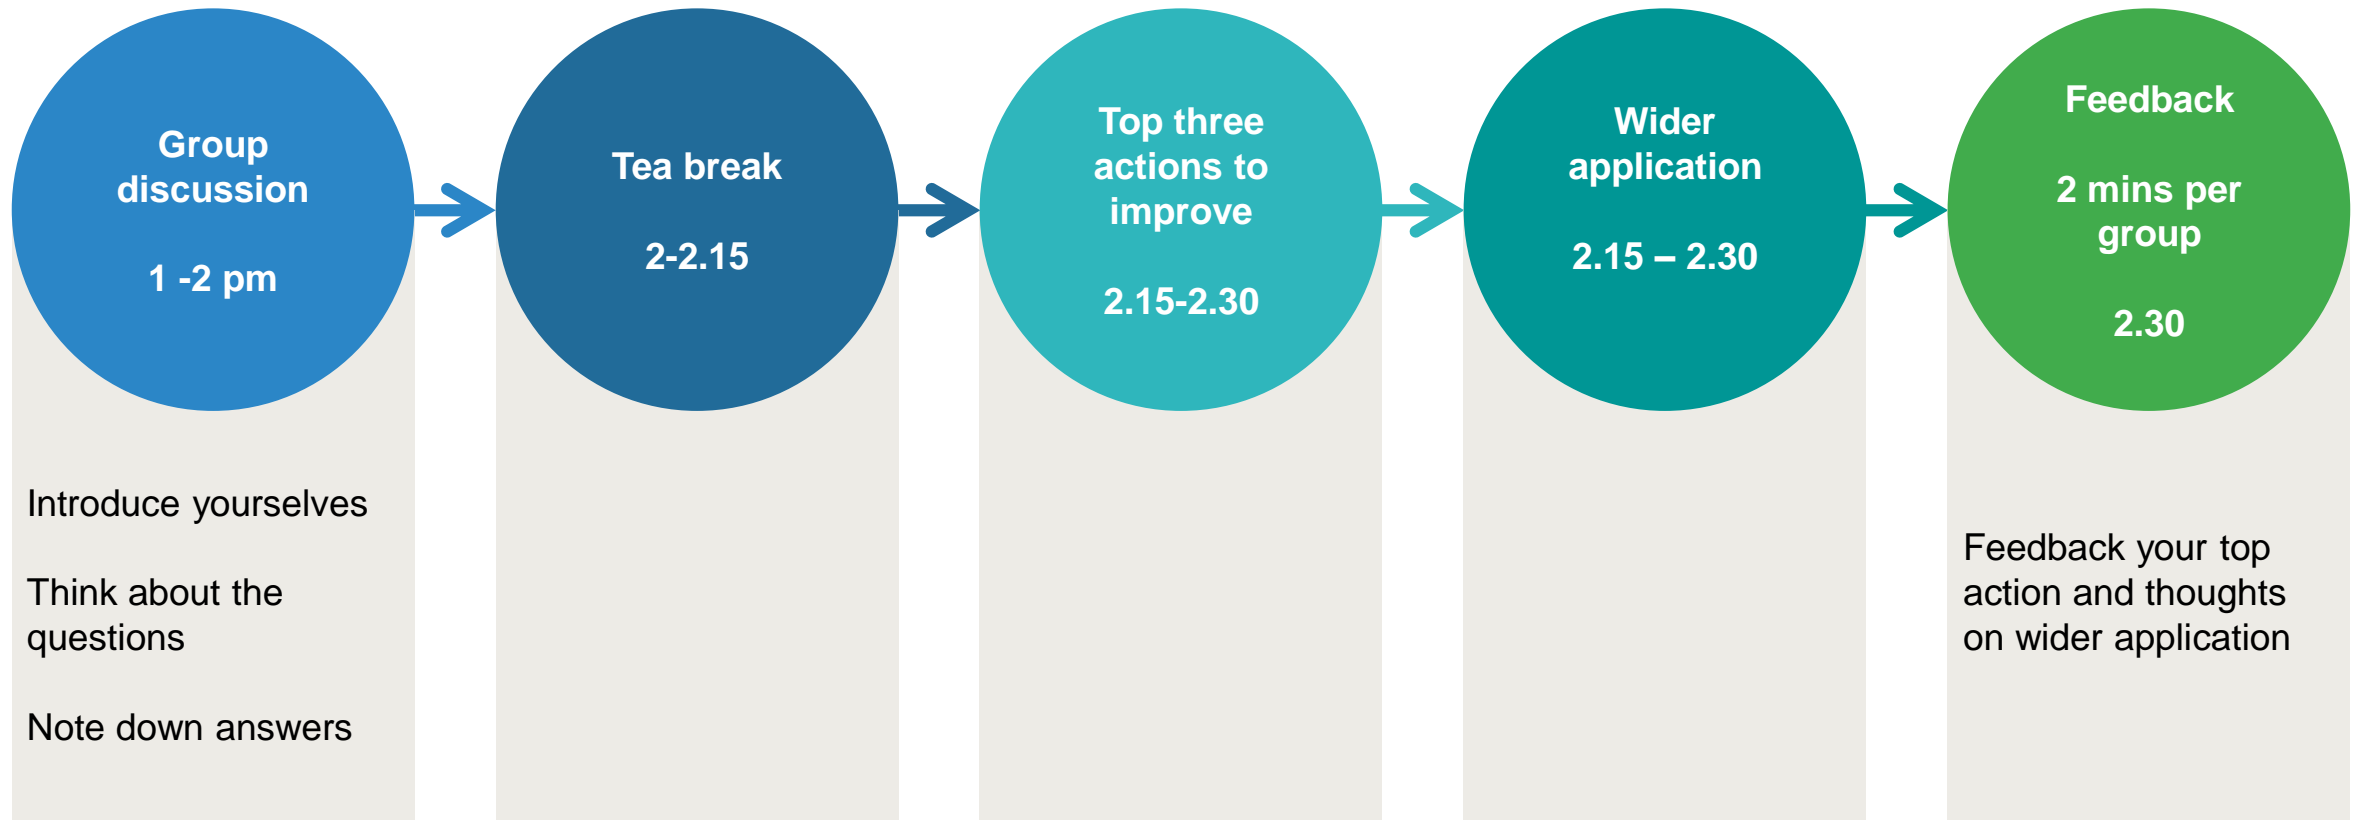 Group
discussion
1 -2 pm
Introduce yourselves
Think about the
questions
Note down answers
Tea break
2-2.15
Top three
actions to
improve
2.15-2.30
Wider
application
2.15 – 2.30
Feedback
2 mins per
group
2.30
Feedback your top
action and thoughts
on wider application